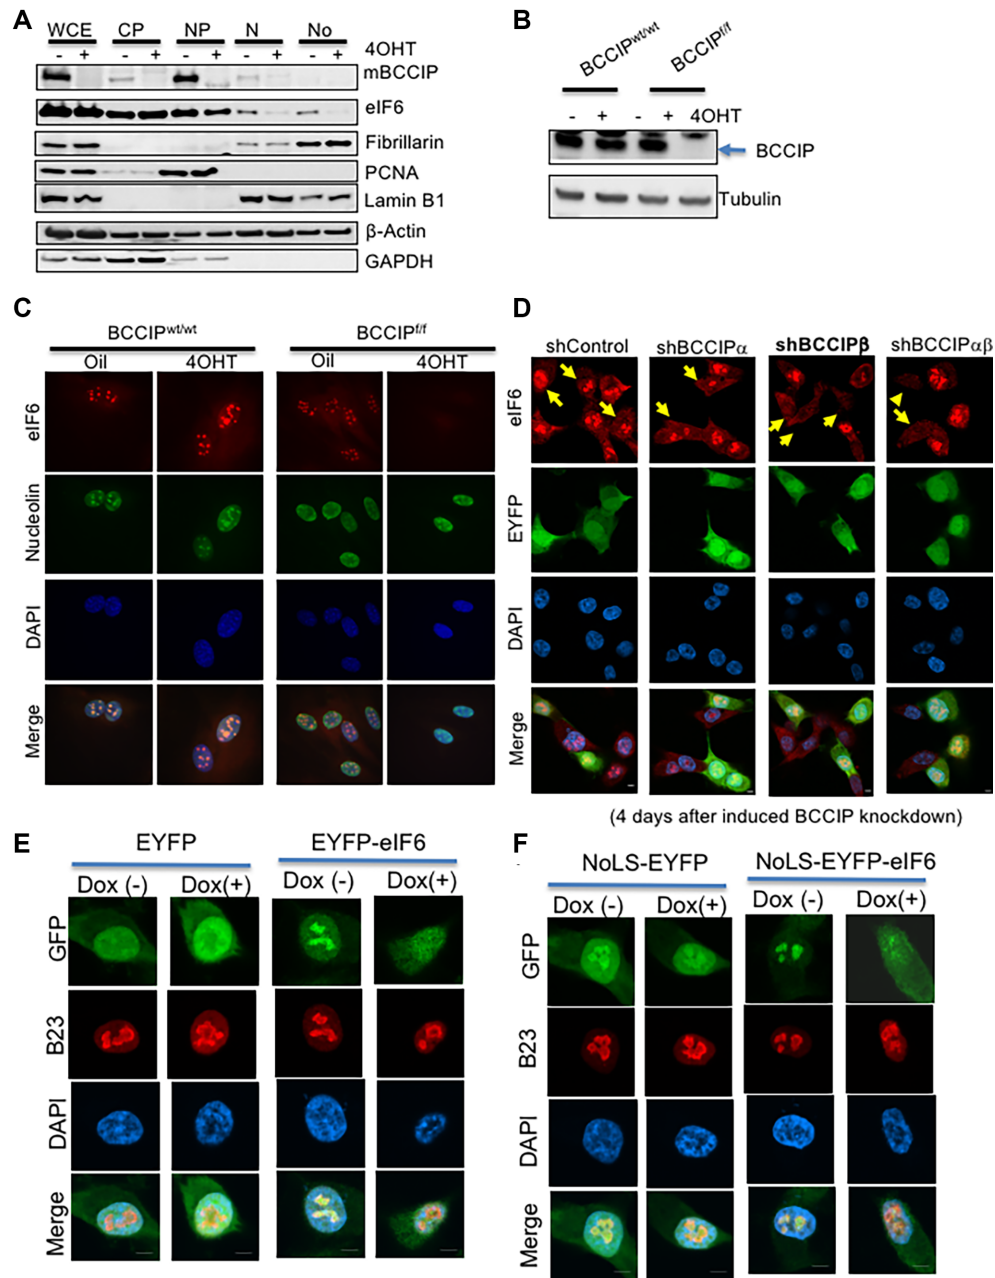 A
WCE CP NP N No
- + - + - + - + - + 4OHT
mBCCIP
eIF6
Fibrillarin
PCNA
Lamin B1
β-Actin
GAPDH
B
BCCIPwt/wt BCCIPf/f
- + - + 4OHT
BCCIP
Tubulin
C
BCCIPwt/wt BCCIPf/f
Oil 4OHT Oil 4OHT
eIF6
Nucleolin
DAPI
Merge
D
shControl shBCCIPα shBCCIPβ shBCCIPαβ
eIF6
EYFP
DAPI
Merge
(4 days after induced BCCIP knockdown)
E
EYFP EYFP-eIF6
Dox (-) Dox(+) Dox (-) Dox(+)
GFP
B23
DAPI
Merge
F
NoLS-EYFP NoLS-EYFP-eIF6
Dox (-) Dox(+) Dox (-) Dox(+)
GFP
B23
DAPI
Merge